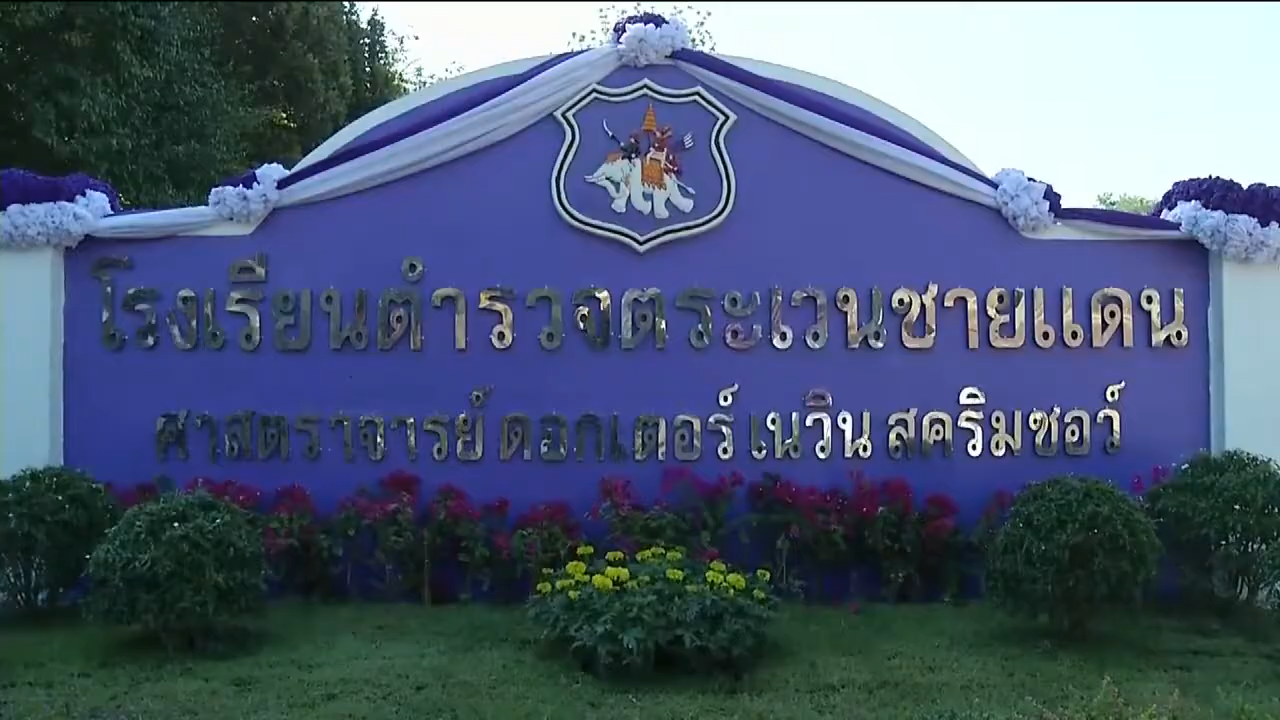 โรงเรียนตำรวจตระเวนชายแดน
ศาสตราจารย์ ดอกเตอร์ เนวิน สคริมชอว์